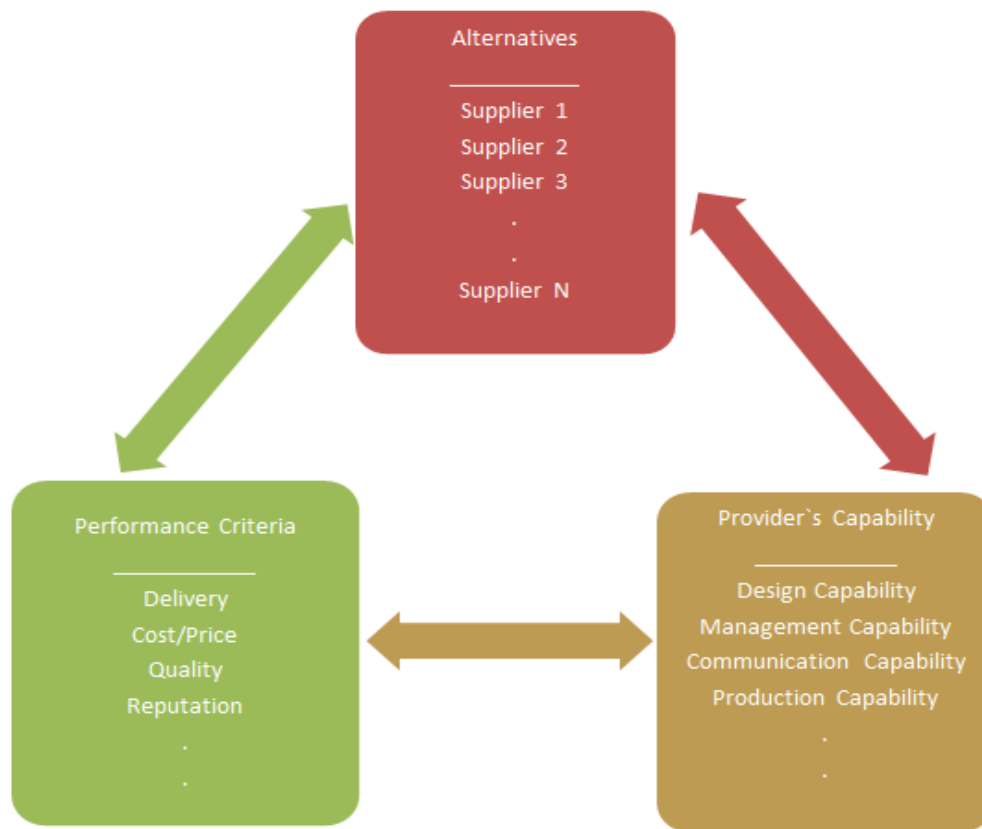 Alternatives
Supplier 1
Supplier 2
Supplier 3
.
.
Supplier N
Performance Criteria
Delivery
Cost/Price
Quality
Reputation
.
.
Provider`s Capability
Design Capability
Management Capability
Communication Capability
Production Capability
.
.